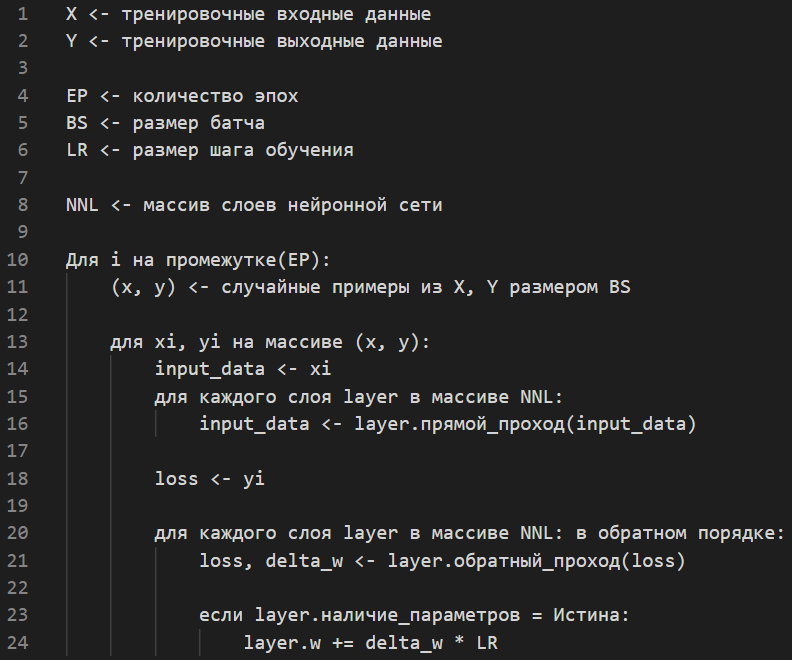 1 X <- тренировочные входные данные
2 Y <- тренировочные выходные данные
3
4 EP <- количество эпох
5 BS <- размер батча
6 LR <- размер шага обучения
7
8 NNL <- массив слоев нейронной сети
9
10 Для i на промежутке(EP):
11 (x, y) <- случайные примеры из X, Y размером BS
12
13 для xi, yi на массиве (x, y):
14 input_data <- xi
15 для каждого слоя layer в массиве NNL:
16 input_data <- layer.прямой_проход(input_data)
17
18 loss <- yi
19
20 для каждого слоя layer в массиве NNL: в обратном порядке:
21 loss, delta_w <- layer.обратный_проход(loss)
22
23 если layer.наличие_параметров = Истина:
24 layer.w += delta_w * LR